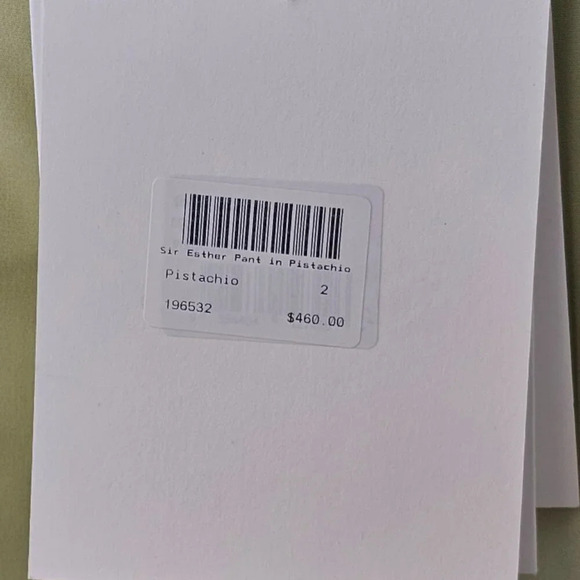 Sir Esther Pant in Pistachio
Pistachio 2
196532 $460.00